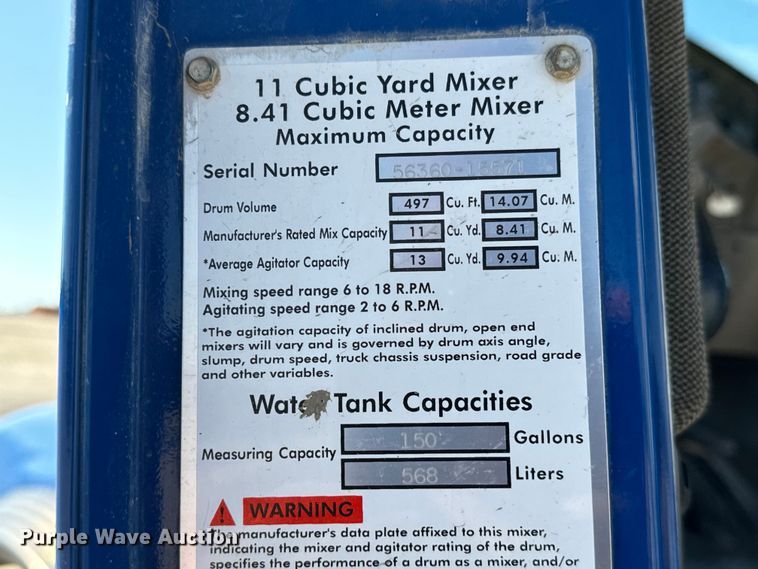 11 Cubic Yard Mixer
8.41 Cubic Meter Mixer
Maximum Capacity
Serial Number
Drum Volume 497 Cu. Ft. 14.07 Cu. M.
Manufacturer's Rated Mix Capacity 11 Cu. Yd. 8.41 Cu. M.
*Average Agitator Capacity 13 Cu. Yd. 9.94 Cu. M.
Mixing speed range 6 to 18 R.P.M.
Agitating speed range 2 to 6 R.P.M.
*The agitation capacity of inclined drum, open end
mixers will vary and is governed by drum axis angle,
slump, drum speed, truck chassis suspension, road grade
and other variables.
Water Tank Capacities
Measuring Capacity 150 Gallons
568 Liters
WARNING
The manufacturer's data plate affixed to this mixer,
indicating the mixer and agitator rating of the drum,
specifies the performance of a drum as a mixer, and/or
Purple Wave Auction